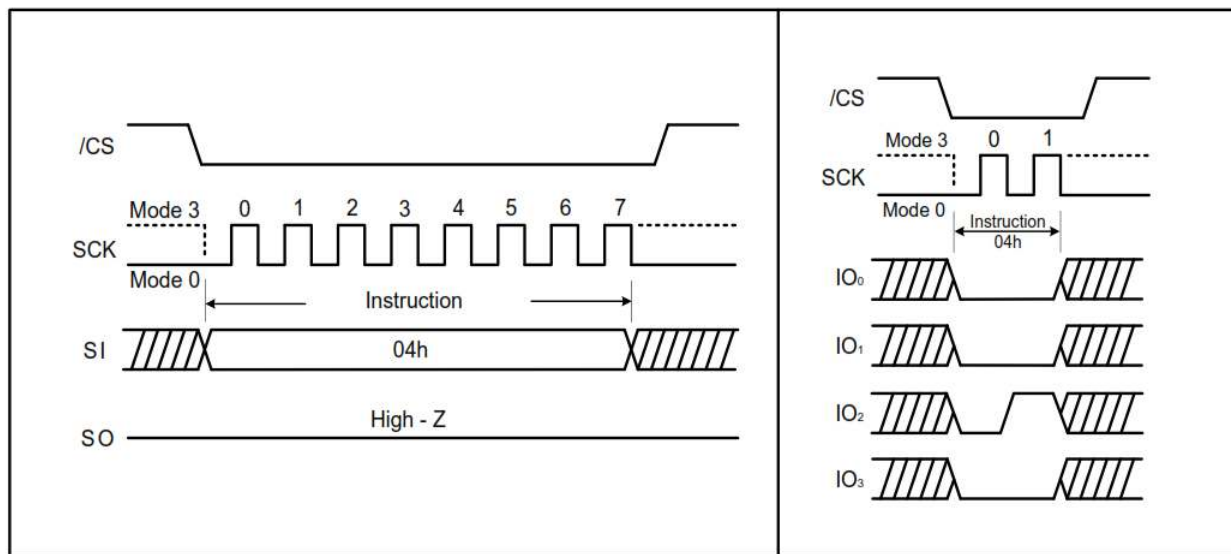 /CS
Mode 3
0 1 2 3 4 5 6 7
SCK
Mode 0
Instruction
SI
04h
High - Z
SO
/CS
Mode 3
0 1
SCK
Mode 0
Instruction
04h
IO₀
IO₁
IO₂
IO₃